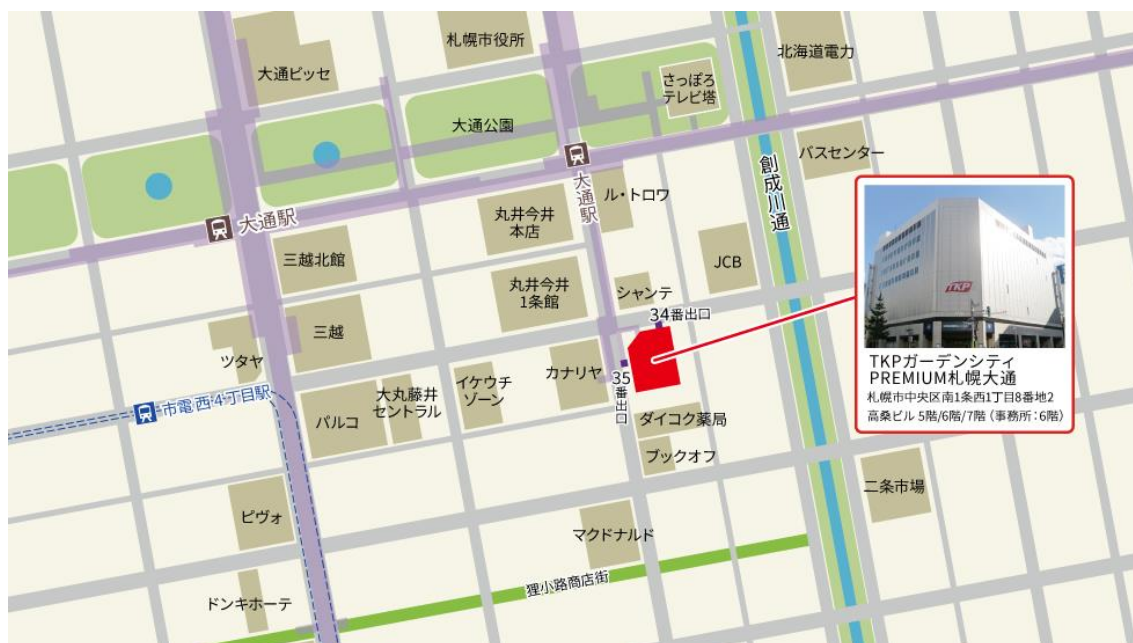 札幌市役所
北海道電力
大通ビッセ
さっぽろ
テレビ塔
大通公園
バスセンター
創成川通
大通駅
大通駅
ル・トロワ
丸井今井
本店
三越北館
JCB
丸井今井
1条館
シャンテ
34番出口
TKP
三越
ツタヤ
カナリヤ
35番出口
イケウチ
ゾーン
大丸藤井
セントラル
パルコ
市電 西4丁目駅
TKPガーデンシティ
PREMIUM札幌大通
札幌市中央区南1条西1丁目8番地2
高桑ビル 5階/6階/7階(事務所:6階)
ダイコク薬局
ブックオフ
二条市場
ピヴォ
マクドナルド
狸小路商店街
ドンキホーテ